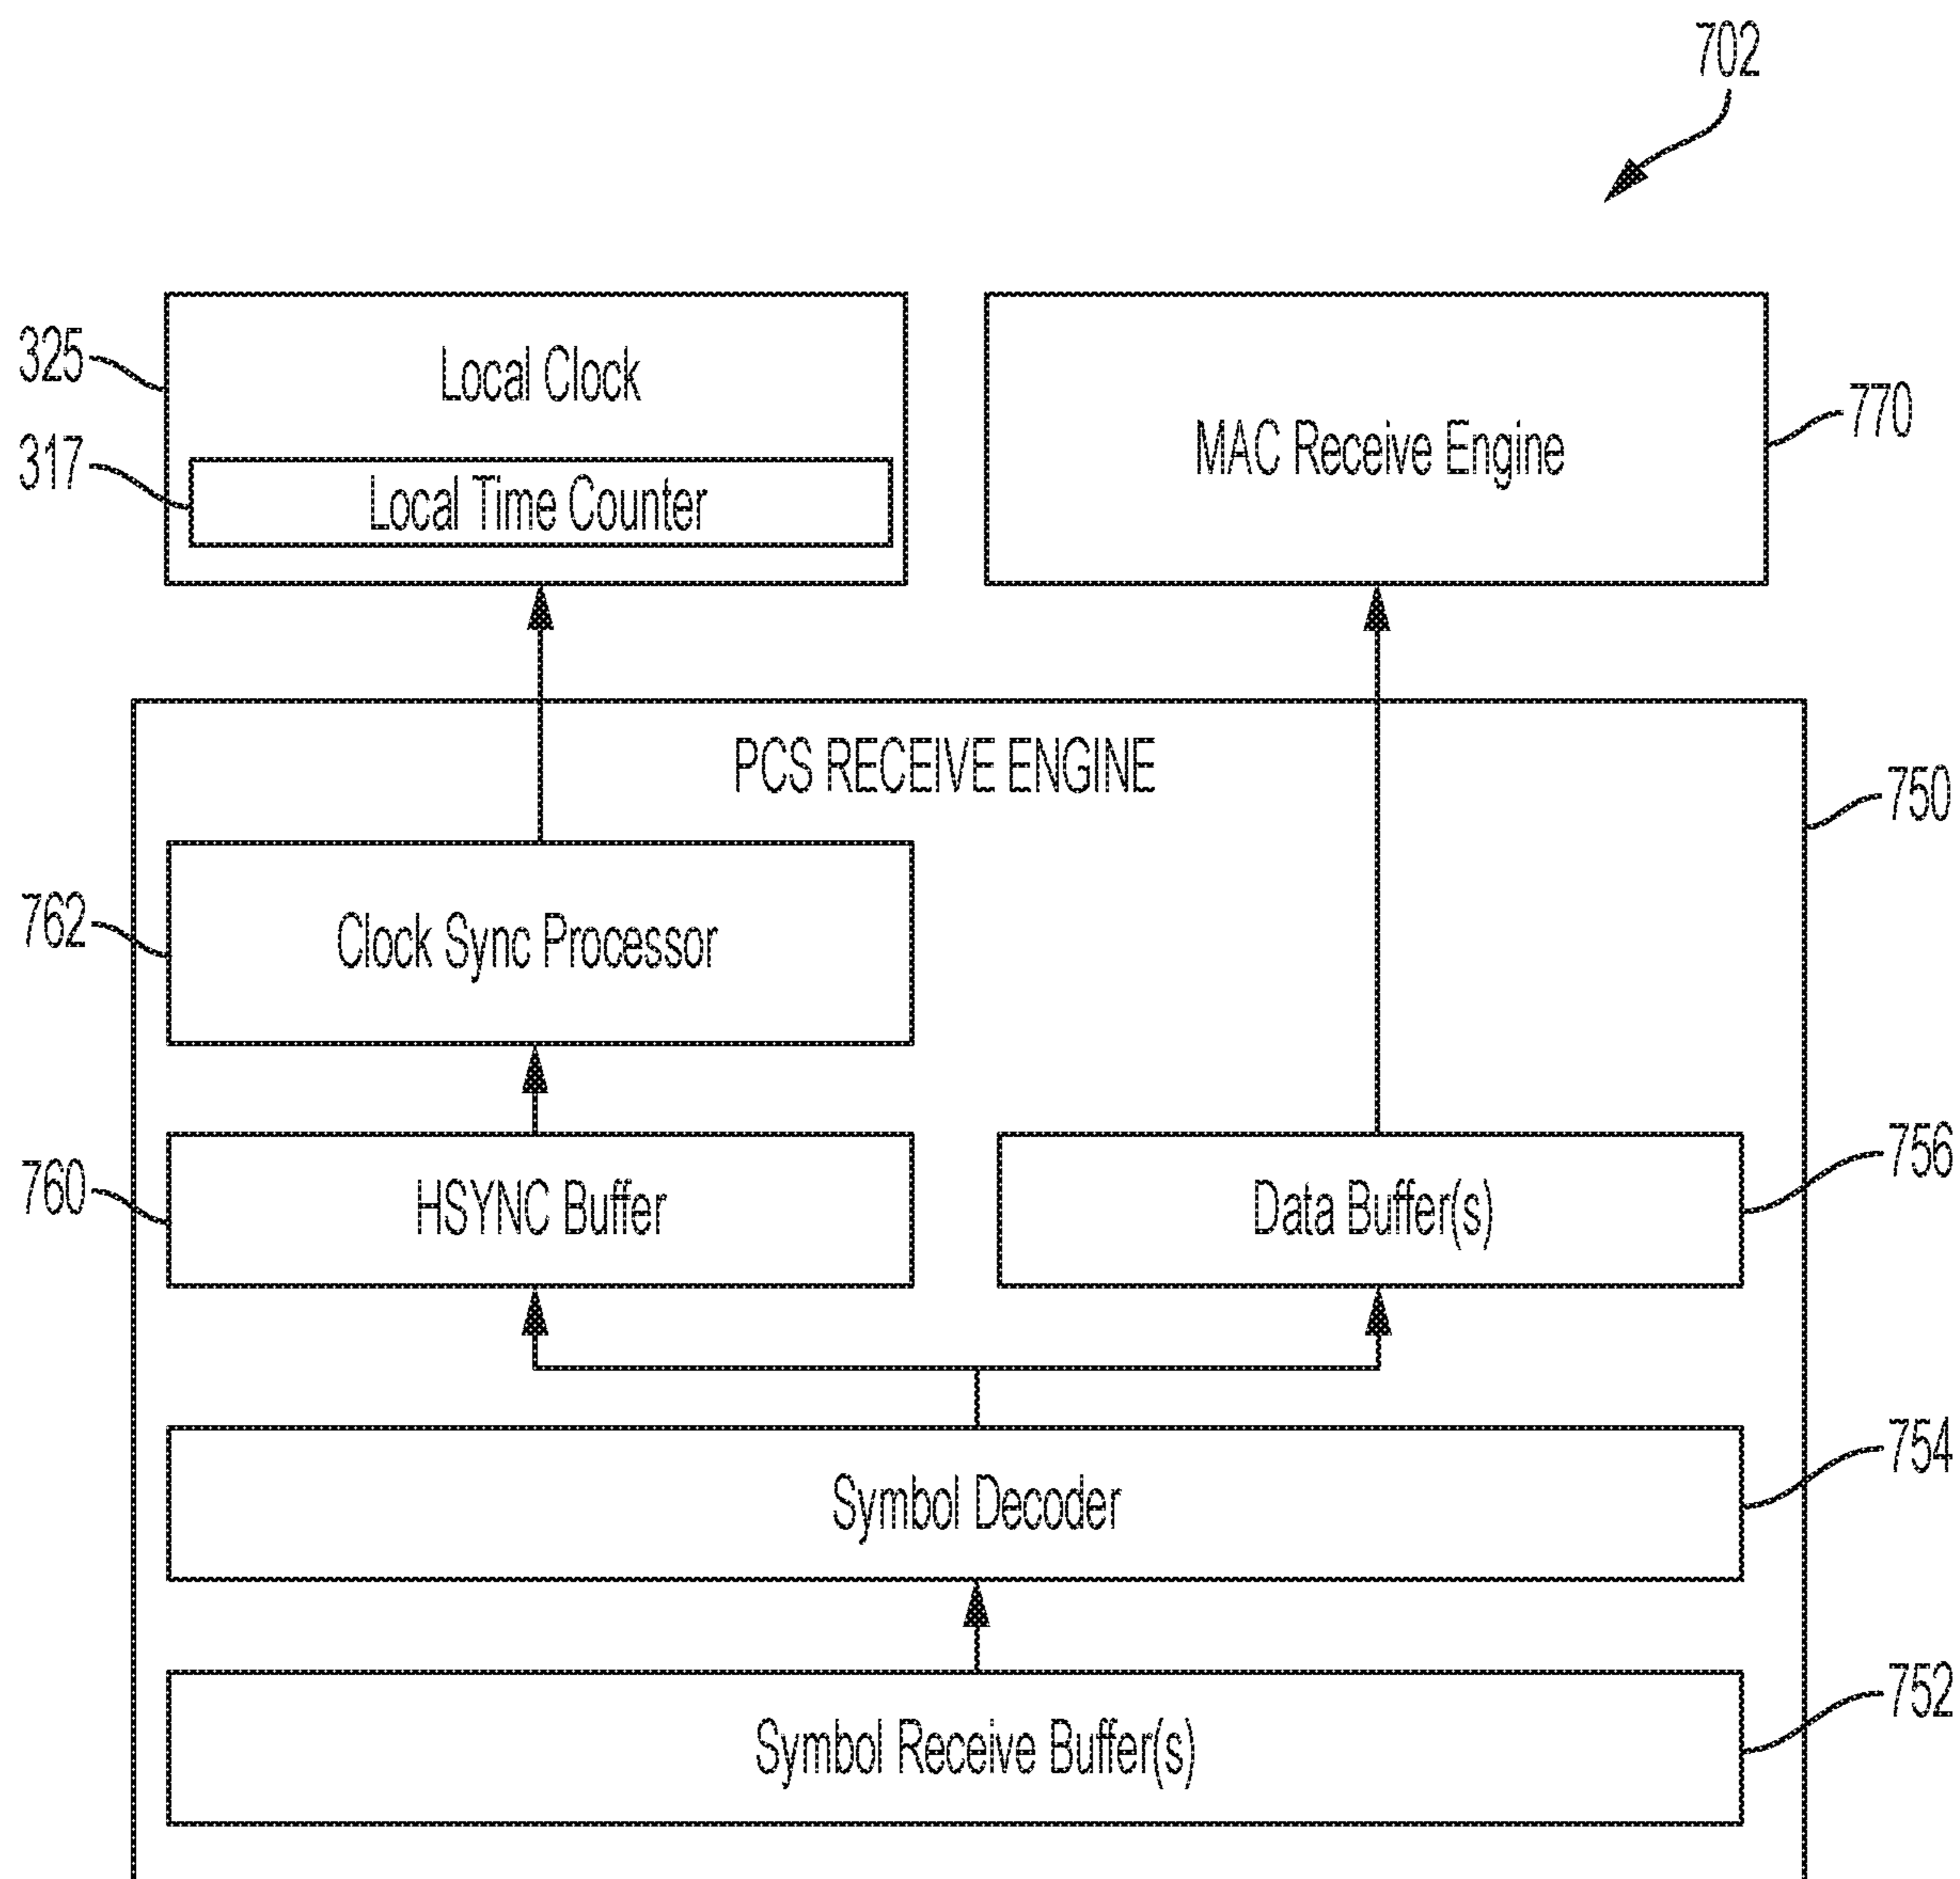 702
325
Local Clock
317
Local Time Counter
MAC Receive Engine
770
PCS RECEIVE ENGINE
750
762
Clock Sync Processor
760
HSYNC Buffer
Data Buffer(s)
756
Symbol Decoder
754
Symbol Receive Buffer(s)
752